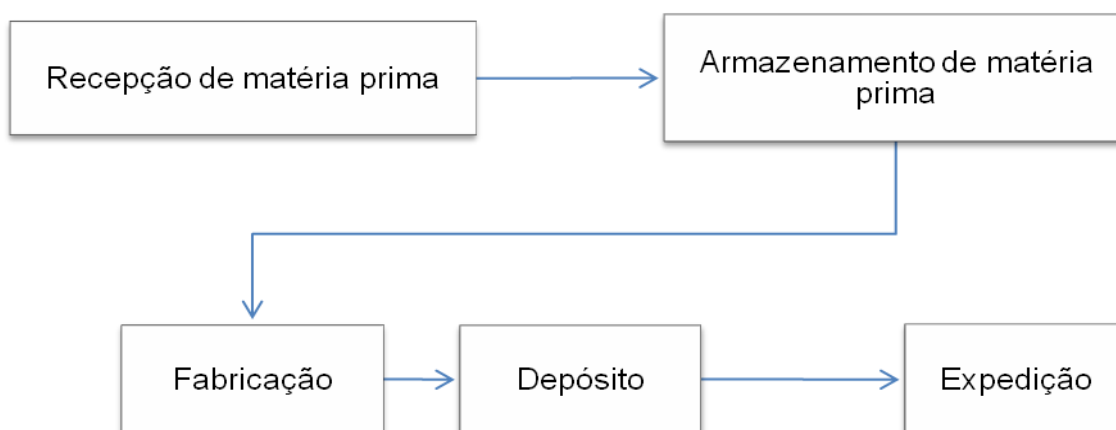 Recepção de matéria prima
Armazenamento de matéria
prima
Fabricação
Depósito
Expedição